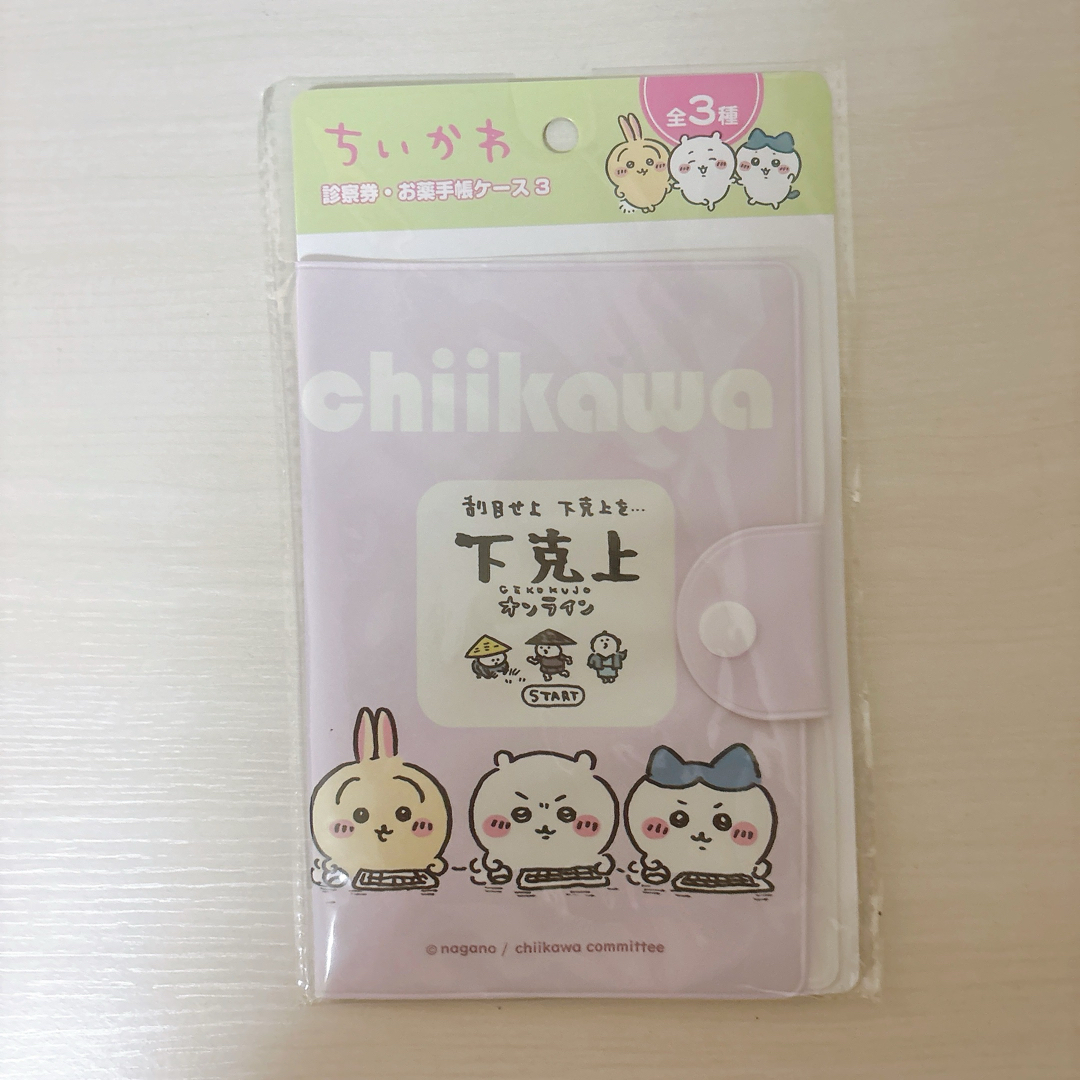 ちいかわ
全3種
診察券・お薬手帳ケース3
chiikawa
刮目せよ 下克上を…
下克上
GEKOKUJO
オンライン
START
© nagano / chiikawa committee